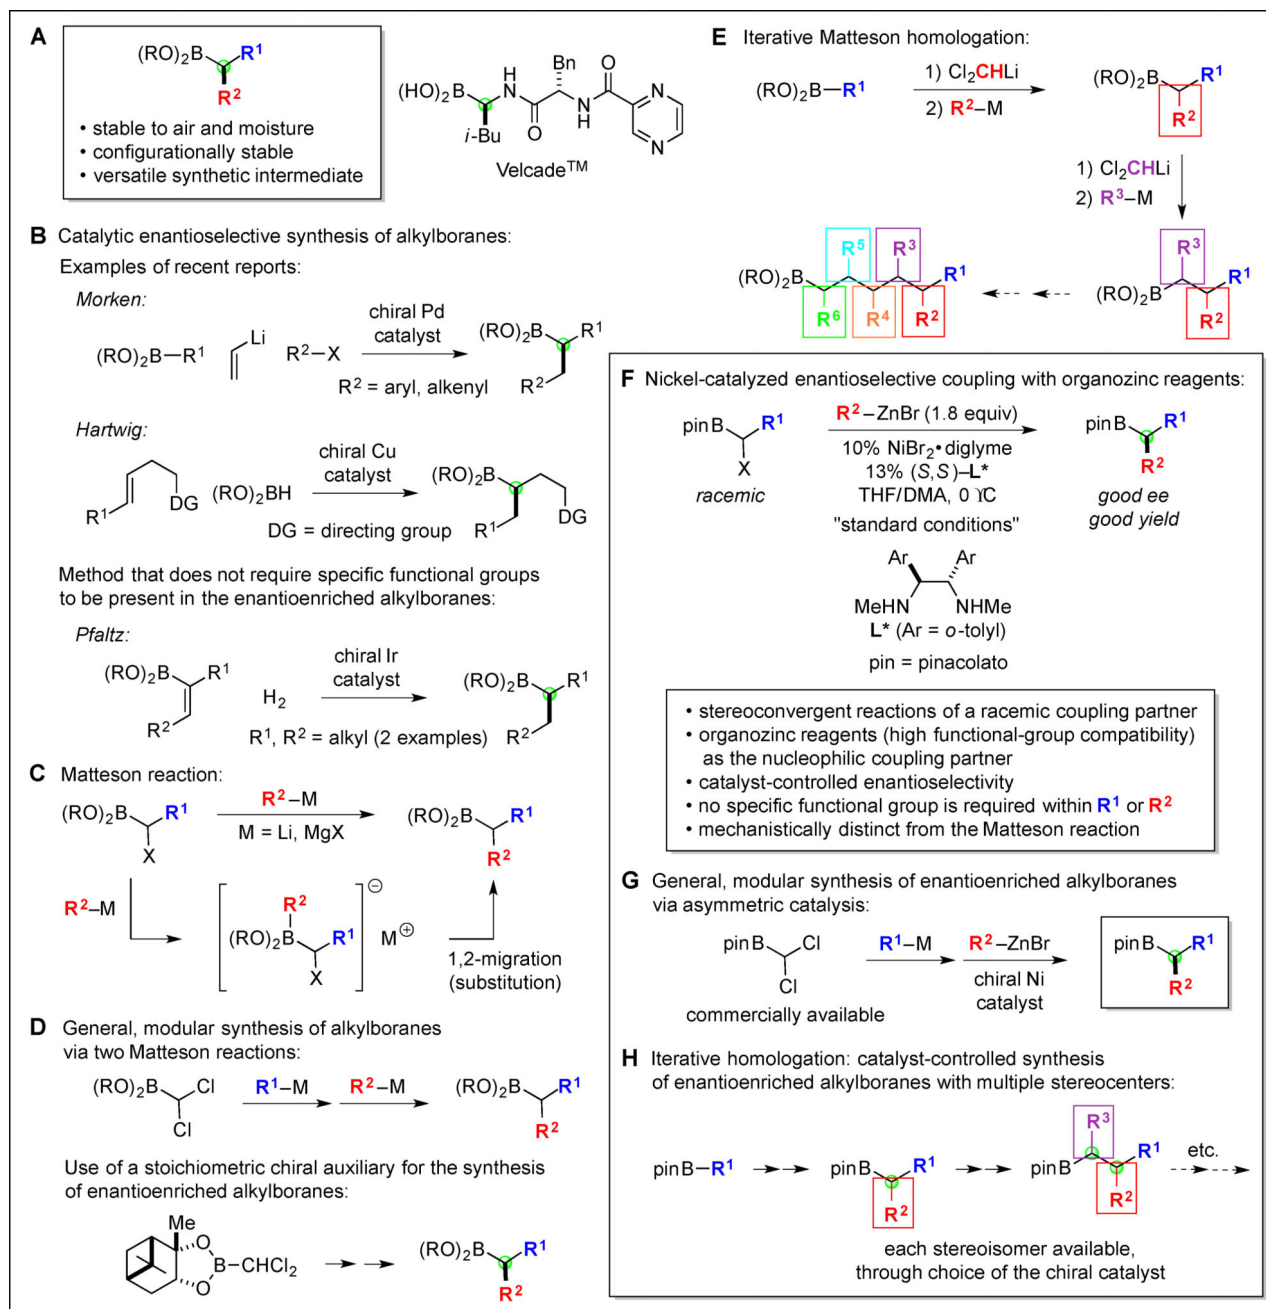 A
(RO)₂B R¹
R²
• stable to air and moisture
• configurationally stable
• versatile synthetic intermediate
(HO)₂B
i-Bu
H
N
O
Bn
N
H
O
N
N
Velcade™
B Catalytic enantioselective synthesis of alkylboranes:
Examples of recent reports:
Morken:
(RO)₂B–R¹
Li
R²–X
chiral Pd
catalyst
R² = aryl, alkenyl
(RO)₂B R¹
R²
Hartwig:
R¹
DG
(RO)₂BH
chiral Cu
catalyst
DG = directing group
(RO)₂B
R¹
DG
Method that does not require specific functional groups
to be present in the enantioenriched alkylboranes:
Pfaltz:
(RO)₂B R¹
R²
H₂
chiral Ir
catalyst
R¹, R² = alkyl (2 examples)
(RO)₂B R¹
R²
C Matteson reaction:
(RO)₂B R¹
X
R²–M
M = Li, MgX
(RO)₂B R¹
R²
R²–M
R²
(RO)₂B R¹
X
⊖
M⊕
1,2-migration
(substitution)
D General, modular synthesis of alkylboranes
via two Matteson reactions:
(RO)₂B Cl
Cl
R¹–M
R²–M
(RO)₂B R¹
R²
Use of a stoichiometric chiral auxiliary for the synthesis
of enantioenriched alkylboranes:
Me
O
B–CHCl₂
O
(RO)₂B R¹
R²
E Iterative Matteson homologation:
(RO)₂B–R¹
1) Cl₂CHLi
2) R²–M
(RO)₂B R¹
R²
1) Cl₂CHLi
2) R³–M
R³
(RO)₂B R¹
R²
R⁵ R³
(RO)₂B R¹
R⁶ R⁴ R²
F Nickel-catalyzed enantioselective coupling with organozinc reagents:
pinB R¹
X
racemic
R²–ZnBr (1.8 equiv)
10% NiBr₂•diglyme
13% (S,S)–L*
THF/DMA, 0 ϒC
"standard conditions"
pinB R¹
R²
good ee
good yield
Ar Ar
MeHN NHMe
L* (Ar = o-tolyl)
pin = pinacolato
• stereoconvergent reactions of a racemic coupling partner
• organozinc reagents (high functional-group compatibility)
as the nucleophilic coupling partner
• catalyst-controlled enantioselectivity
• no specific functional group is required within R¹ or R²
• mechanistically distinct from the Matteson reaction
G General, modular synthesis of enantioenriched alkylboranes
via asymmetric catalysis:
pinB Cl
Cl
commercially available
R¹–M
R²–ZnBr
chiral Ni
catalyst
pinB R¹
R²
H Iterative homologation: catalyst-controlled synthesis
of enantioenriched alkylboranes with multiple stereocenters:
pinB–R¹
pinB R¹
R²
R³
pinB R¹
R²
etc.
each stereoisomer available,
through choice of the chiral catalyst